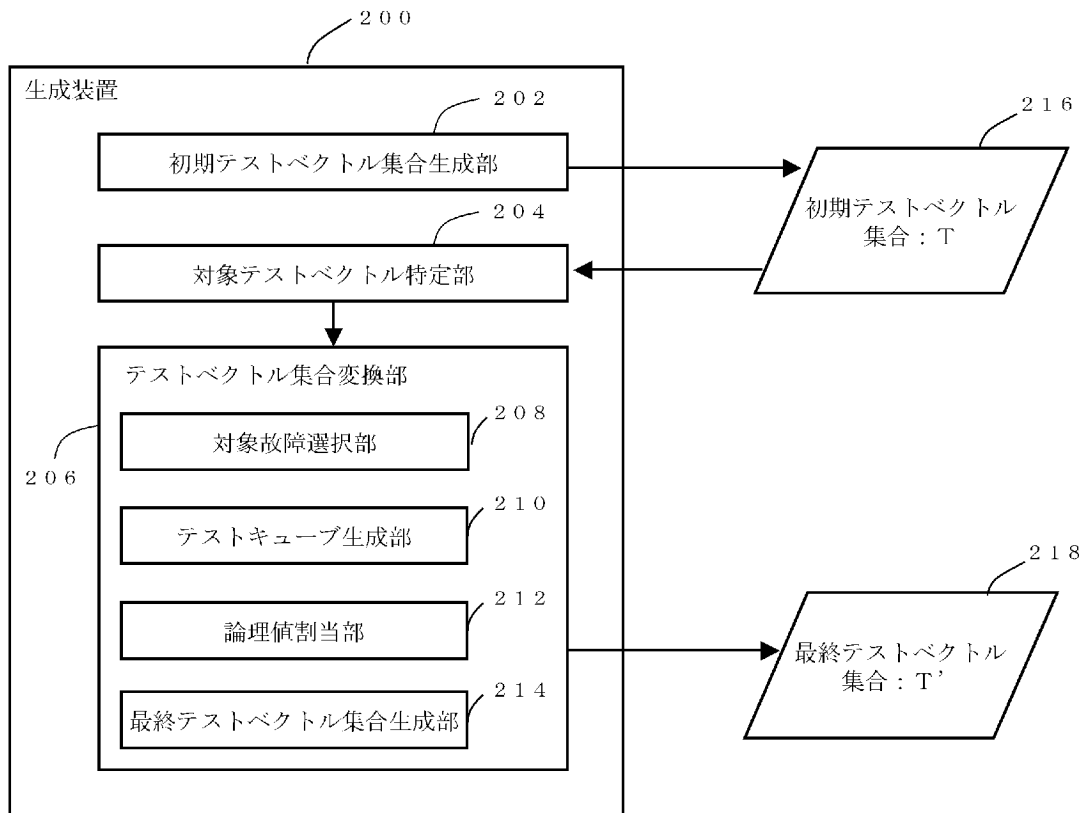 ２００
生成装置
２０２
初期テストベクトル集合生成部
２１６
初期テストベクトル
集合：Ｔ
２０４
対象テストベクトル特定部
テストベクトル集合変換部
２０６
２０８
対象故障選択部
２１０
テストキューブ生成部
２１２
論理値割当部
２１４
最終テストベクトル集合生成部
２１８
最終テストベクトル
集合：Ｔ’